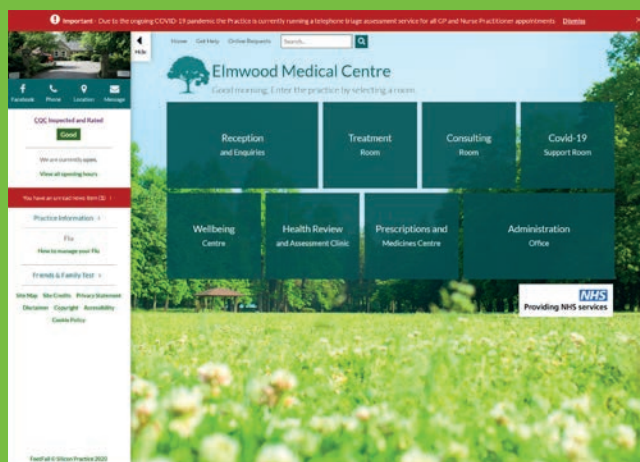 Important - Due to the ongoing COVID-19 pandemic the Practice is currently running a telephone triage assessment service for all GP and Nurse Practitioner appointments. Dismiss
Hide
Home Get Help Online Requests Search...
Elmwood Medical Centre
Good morning, Enter the practice by selecting a room.
Facebook Phone Location Message
CQC Inspected and Rated
Good
We are currently open.
View all opening hours
You have an unread News item (1)
Practice Information
Flu
How to manage your Flu
Friends & Family Test
Site Map Site Credits Privacy Statement
Disclaimer Copyright Accessibility
Cookie Policy
FootFall © Silicon Practice 2020
Reception
and Enquiries
Treatment
Room
Consulting
Room
Covid-19
Support Room
Wellbeing
Centre
Health Review
and Assessment Clinic
Prescriptions and
Medicines Centre
Administration
Office
NHS
Providing NHS services